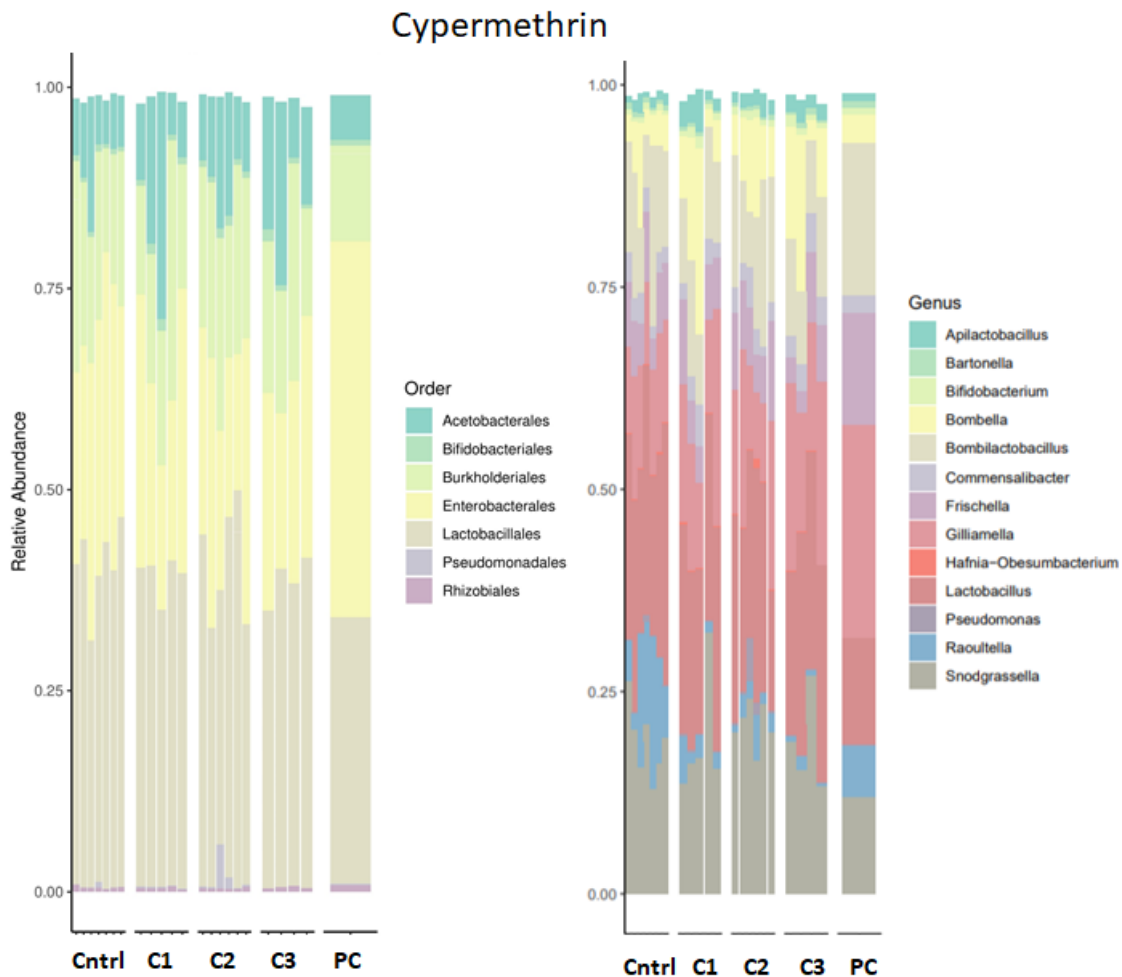 Cypermethrin
Relative Abundance
1.00
0.75
0.50
0.25
0.00
Cntrl C1 C2 C3 PC
Order
Acetobacterales
Bifidobacteriales
Burkholderiales
Enterobacterales
Lactobacillales
Pseudomonadales
Rhizobiales
1.00
0.75
0.50
0.25
0.00
Cntrl C1 C2 C3 PC
Genus
Apilactobacillus
Bartonella
Bifidobacterium
Bombella
Bombilactobacillus
Commensalibacter
Frischella
Gilliamella
Hafnia-Obesumbacterium
Lactobacillus
Pseudomonas
Raoultella
Snodgrassella